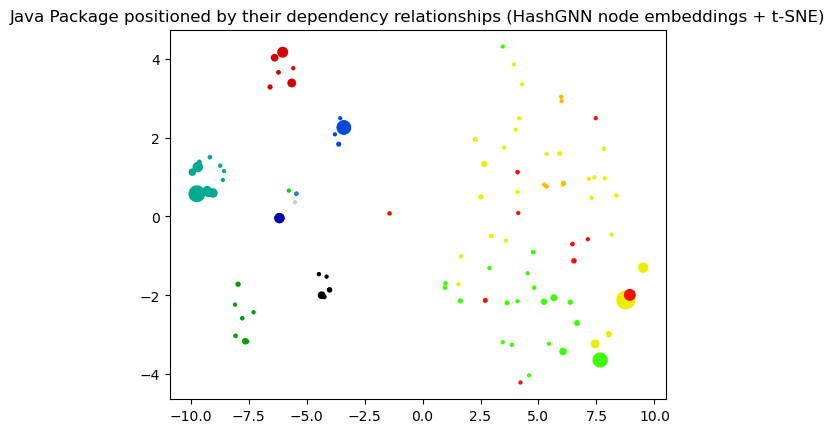 Java Package positioned by their dependency relationships (HashGNN node embeddings + t-SNE)
4
2
0
−2
−4
−10.0 −7.5 −5.0 −2.5 0.0 2.5 5.0 7.5 10.0